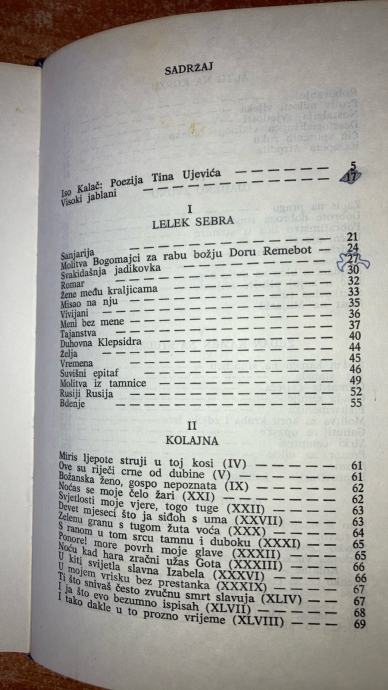 SADRŽAJ
Iso Kalač: Poezija Tina Ujevića — — — — — — 5
Visoki jablani — — — — — — — — — — 17
I
LELEK SEBRA
Sanjarija — — — — — — — — — — 21
Molitva Bogomajci za rabu božju Doru Remebot — 24
Svakidašnja jadikovka — — — — — — — 27
Romar — — — — — — — — — — 30
Žene među kraljicama — — — — — — — 32
Misao na nju — — — — — — — — — 33
Vivijani — — — — — — — — — — 35
Meni bez mene — — — — — — — — 36
Tajanstva — — — — — — — — — — 37
Duhovna Klepsidra — — — — — — — — 40
Želja — — — — — — — — — — 44
Vremena — — — — — — — — — — 45
Suvišni epitaf — — — — — — — — — 46
Molitva iz tamnice — — — — — — — — 49
Rusiji Rusija — — — — — — — — — 52
Bdenje — — — — — — — — — — 55
II
KOLAJNA
Miris ljepote struji u toj kosi (IV) — — — — — 61
Ove su riječi crne od dubine (V) — — — — — 61
Božanska ženo, gospo nepoznata (IX) — — — — 62
Noćas se moje čelo žari (XXI) — — — — — 62
Svjetlosti moje vjere, togo tuge (XXII) — — — — 63
Devet mjeseci što ja siđoh s uma (XXVII) — — — 63
Zelenu granu s tugom žuta voća (XXX) — — — — 64
S ranom u tom srcu tamnu i duboku (XXXI) — — — 65
Ponore! more povrh moje glave (XXXII) — — — — 65
Noću kad hara zračni užas Gota (XXXIII) — — — 66
U kiti svijetla slavna Izabela (XXXVI) — — — — 66
U mojem vrisku bez prestanka (XXXIX) — — — — 67
Ti što snivaš često zvučnu smrt slavuja (XLIV) — — 67
I ja što evo bezumno ispisah (XLVII) — — — — 68
I tako dakle u to prozno vrijeme (XLVIII) — — — 69